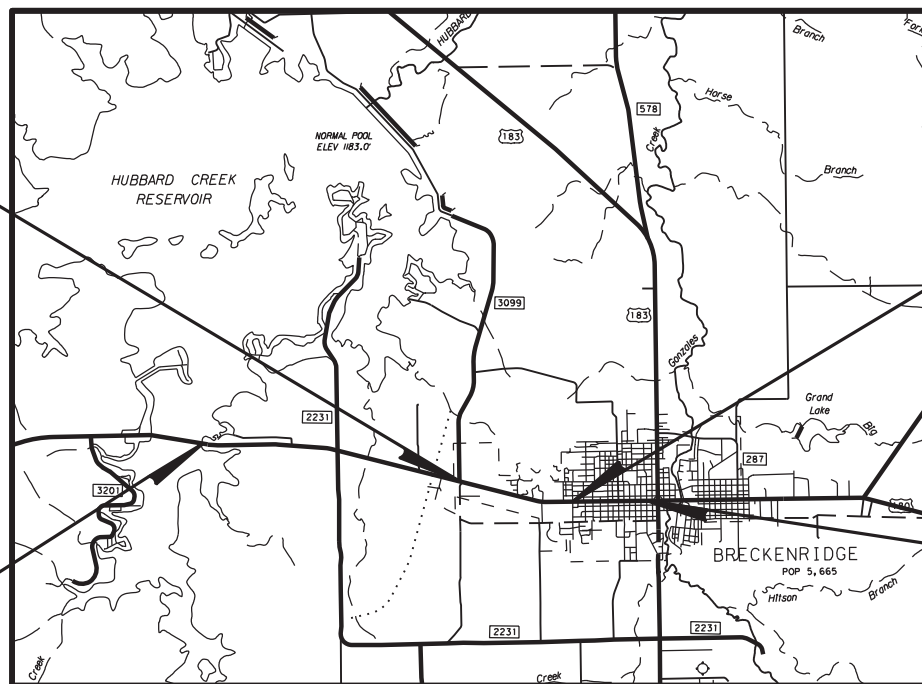 HUBBARD
Branch
578
Horse
183
Creek
NORMAL POOL
ELEV 1183.0'
HUBBARD CREEK
RESERVOIR
Branch
3099
183
Gonzales
Grand
Lake
Big
2231
287
3201
180
BRECKENRIDGE
POP 5,665
Hitson
Branch
2231
2231
Creek
Creek